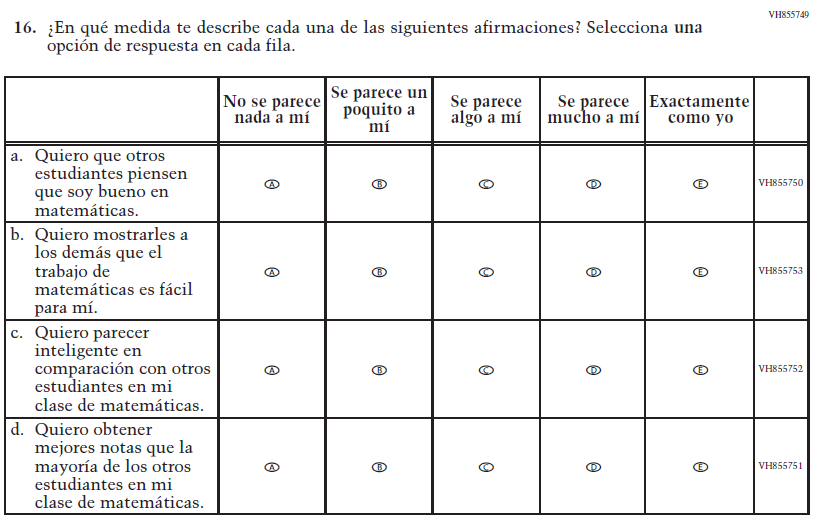 VH855749
16. ¿En qué medida te describe cada una de las siguientes afirmaciones? Selecciona una
opción de respuesta en cada fila.
No se parece
nada a mí
Se parece un
poquito a
mí
Se parece
algo a mí
Se parece
mucho a mí
Exactamente
como yo
a. Quiero que otros
estudiantes piensen
que soy bueno en
matemáticas.
A B C D E VH855750
b. Quiero mostrarles a
los demás que el
trabajo de
matemáticas es fácil
para mí.
A B C D E VH855753
c. Quiero parecer
inteligente en
comparación con otros
estudiantes en mi
clase de matemáticas.
A B C D E VH855752
d. Quiero obtener
mejores notas que la
mayoría de los otros
estudiantes en mi
clase de matemáticas.
A B C D E VH855751